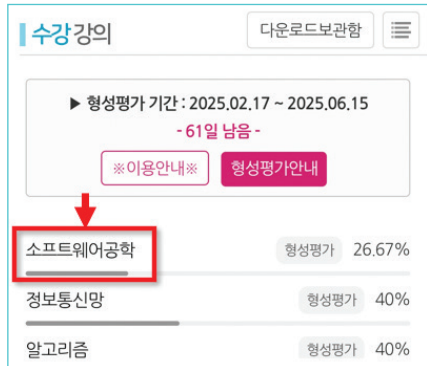 수강 강의
다운로드보관함
▶ 형성평가 기간 : 2025.02.17 ~ 2025.06.15
- 61일 남음 -
※이용안내※ 형성평가안내
소프트웨어공학 형성평가 26.67%
정보통신망 형성평가 40%
알고리즘 형성평가 40%